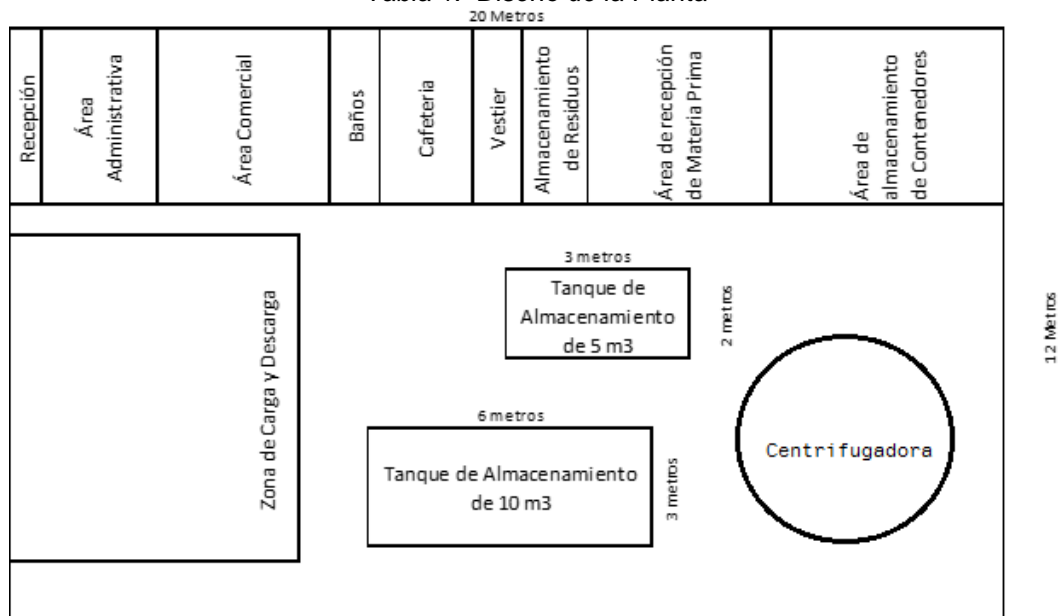 Tabla Diseño de la Planta
20 Metros
Recepción
Área
Administrativa
Área Comercial
Baños
Cafeteria
Vestier
Almacenamiento
de Residuos
Área de recepción
de Materia Prima
Área de
almacenamiento
de Contenedores
Zona de Carga y Descarga
3 metros
Tanque de
Almacenamiento
de 5 m3
2 metros
12 Metros
6 metros
Tanque de Almacenamiento
de 10 m3
3 metros
Centrifugadora